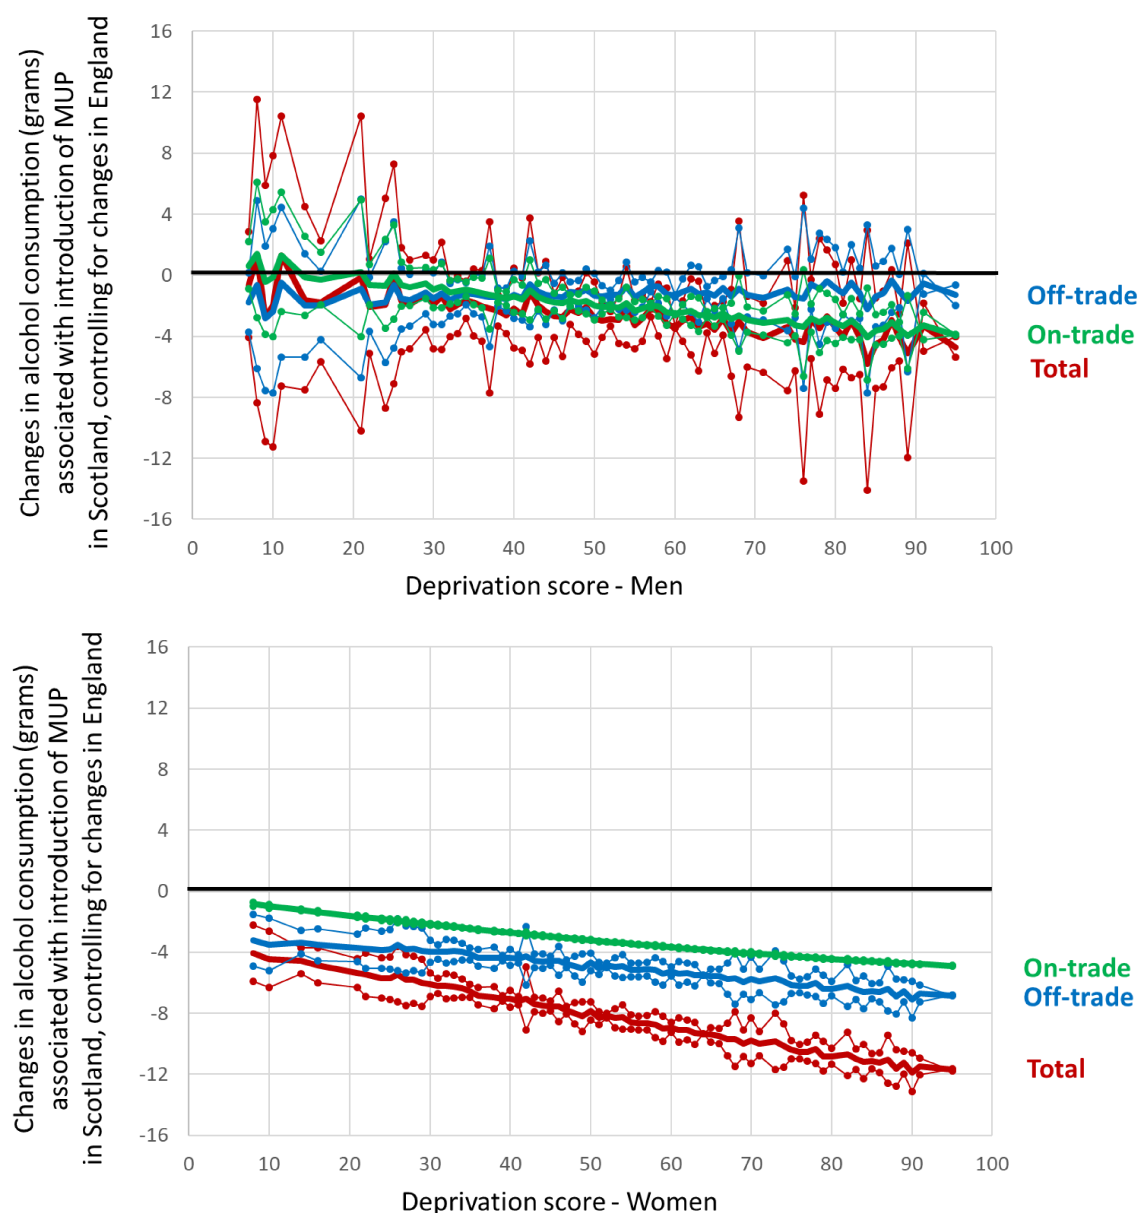 Changes in alcohol consumption (grams)
associated with introduction of MUP
in Scotland, controlling for changes in England
16
12
8
4
0
-4
-8
-12
-16
0 10 20 30 40 50 60 70 80 90 100
Deprivation score - Men
Off-trade
On-trade
Total
Changes in alcohol consumption (grams)
associated with introduction of MUP
in Scotland, controlling for changes in England
16
12
8
4
0
-4
-8
-12
-16
0 10 20 30 40 50 60 70 80 90 100
Deprivation score - Women
On-trade
Off-trade
Total